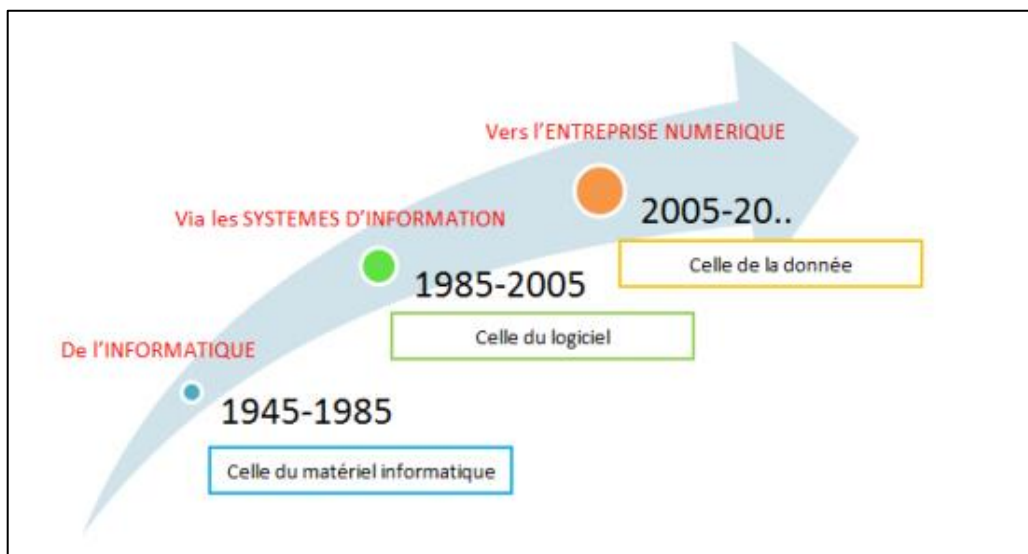 Vers l'ENTREPRISE NUMERIQUE
2005-20..
Celle de la donnée
Via les SYSTEMES D'INFORMATION
1985-2005
Celle du logiciel
De l'INFORMATIQUE
1945-1985
Celle du matériel informatique